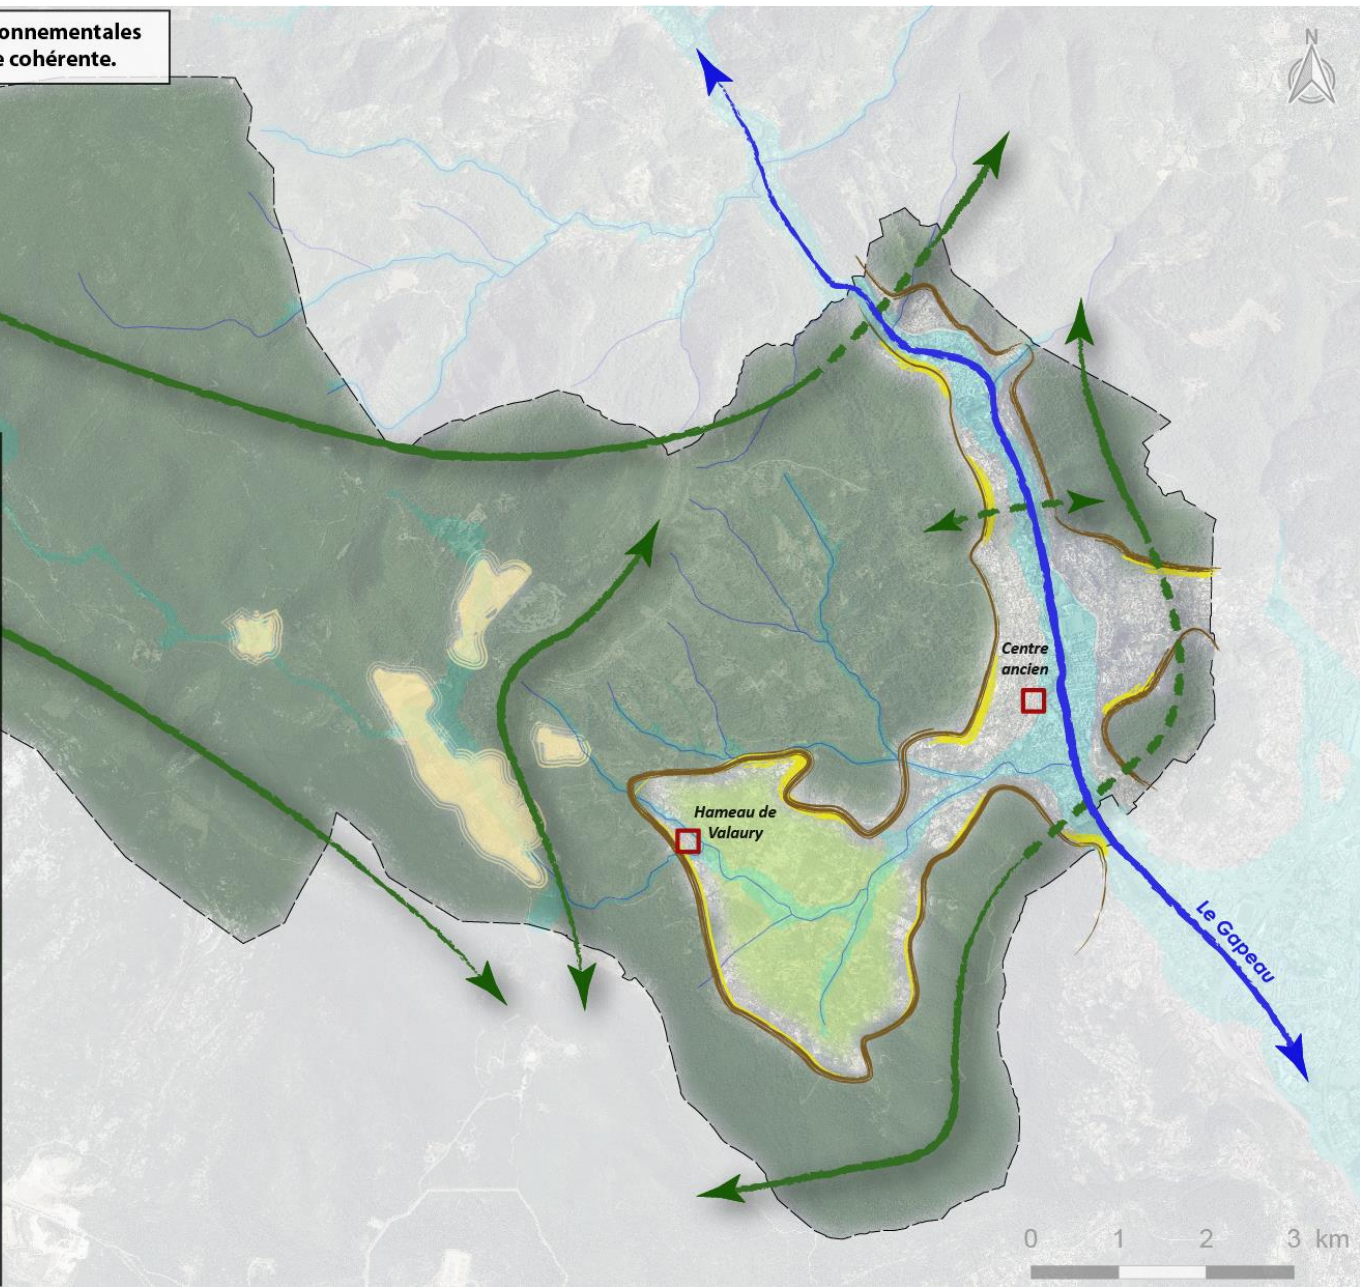 onnementales
e cohérente.
N
Centre
ancien
Hameau de
Valaury
Le Gapeau
0 1 2 3 km